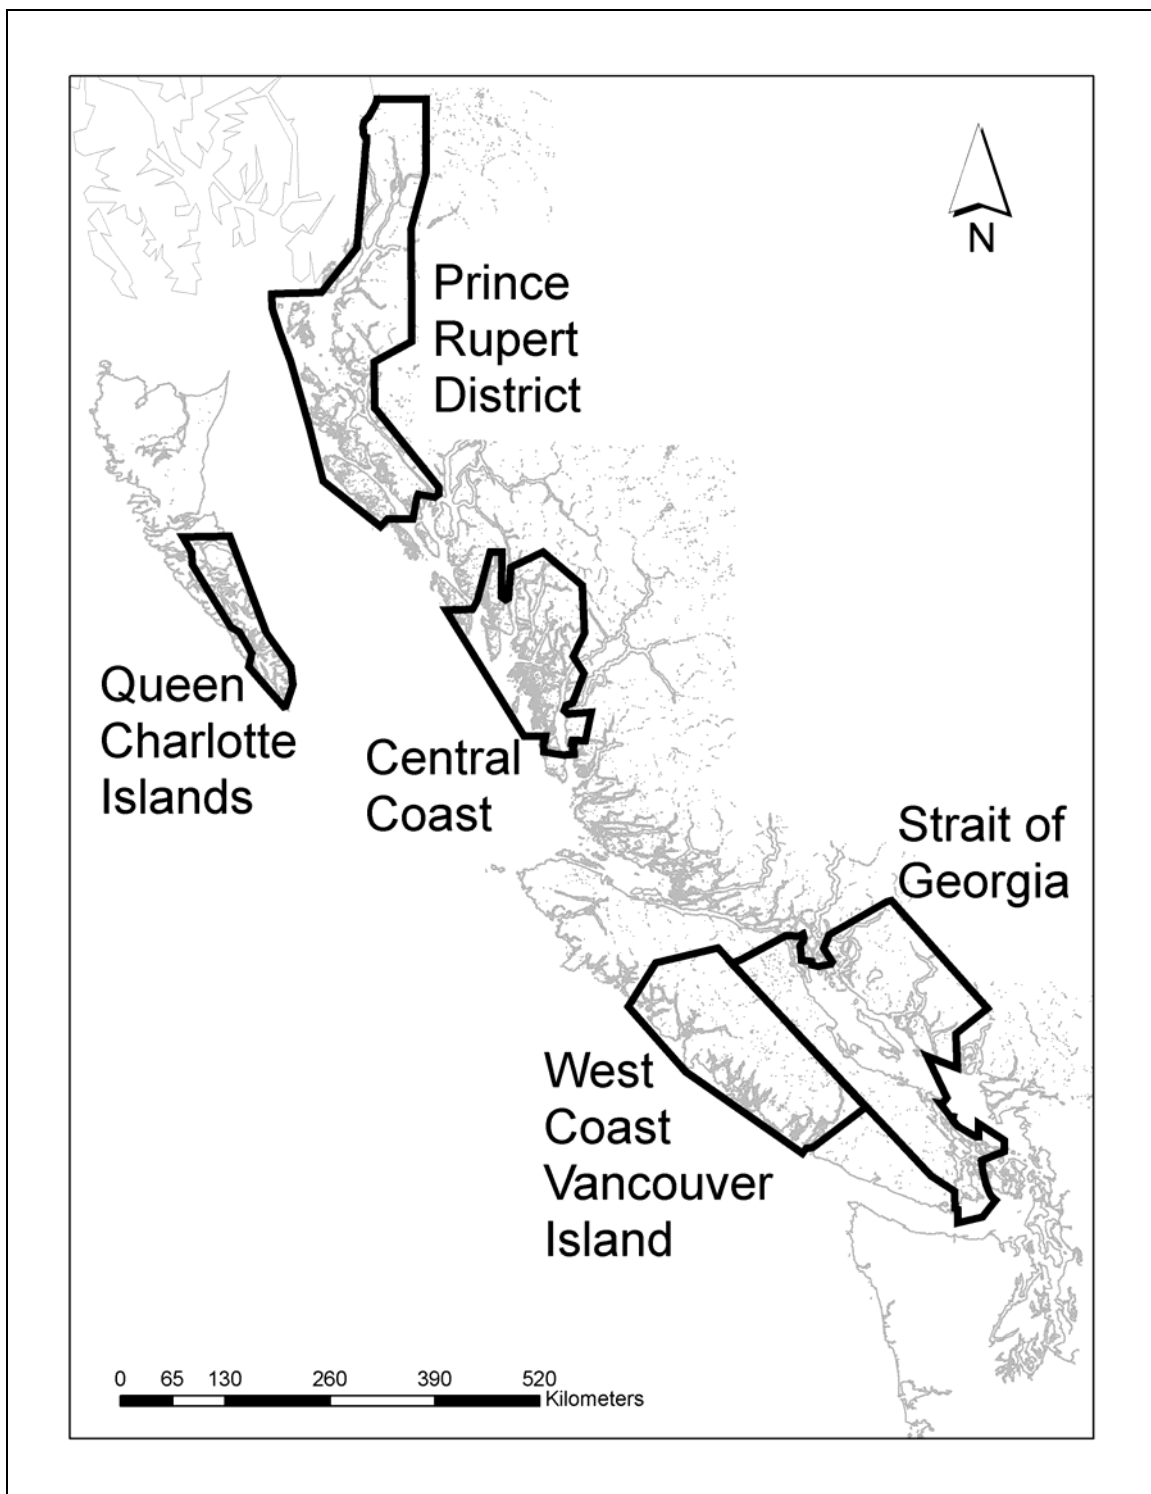 N
Prince
Rupert
District
Queen
Charlotte
Islands
Central
Coast
Strait of
Georgia
West
Coast
Vancouver
Island
0 65 130 260 390 520
Kilometers